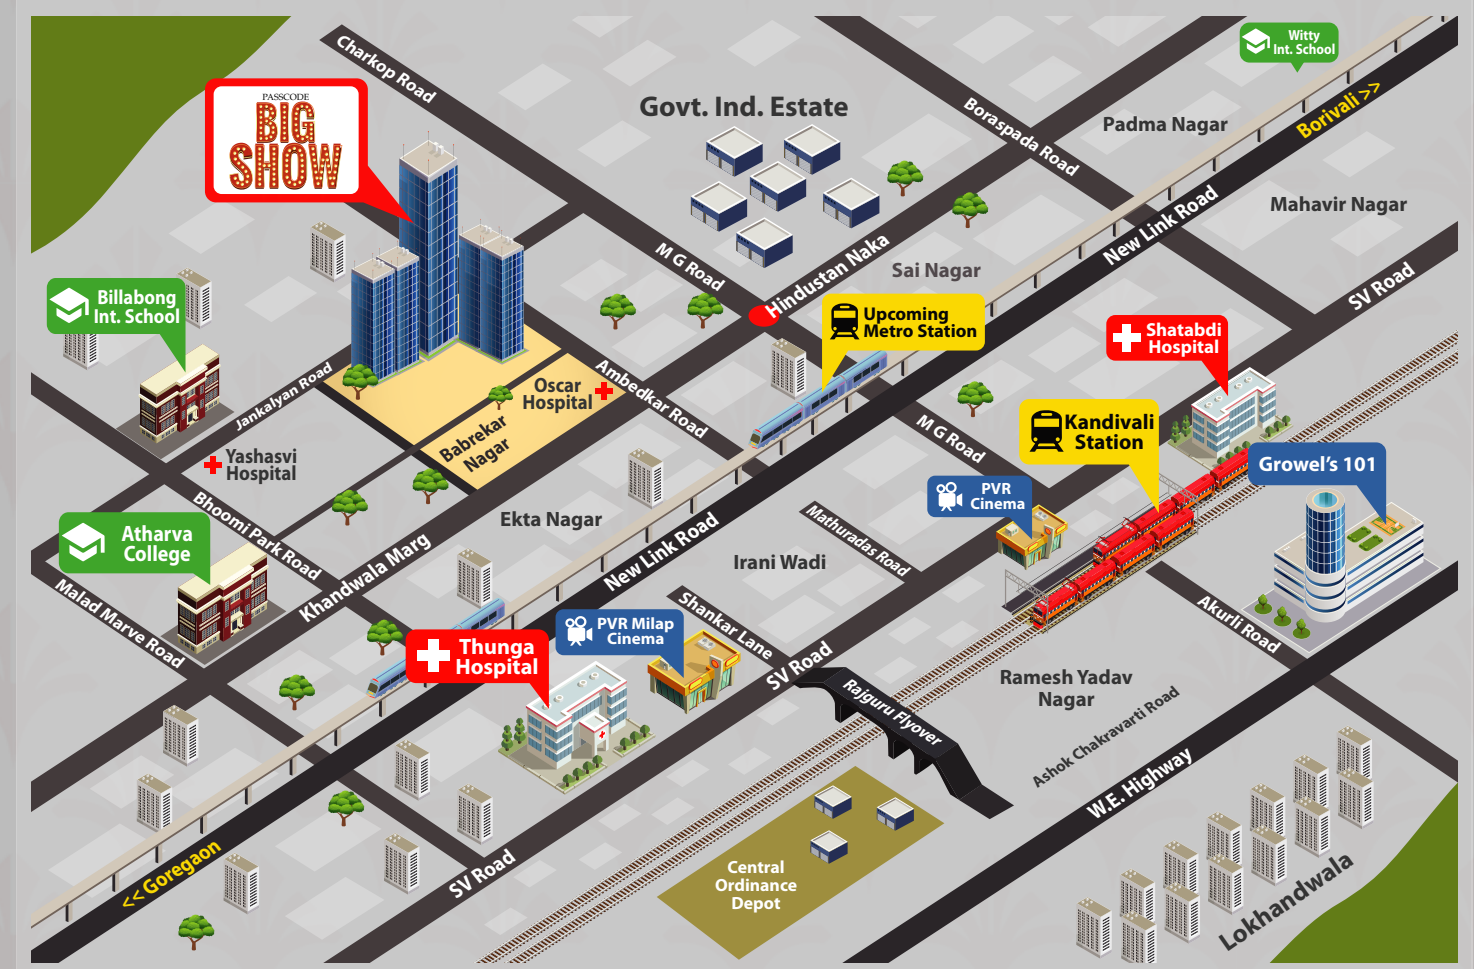 Charkop Road
PASSCODE
BIG
SHOW
Govt. Ind. Estate
Boraspada Road
Padma Nagar
Witty
Int. School
Borivali >>
Mahavir Nagar
New Link Road
SV Road
M G Road
Hindustan Naka
Sai Nagar
Billabong
Int. School
Upcoming
Metro Station
Shatabdi
Hospital
Jankalyan Road
Oscar
Hospital
Ambedkar Road
Babrekar
Nagar
M G Road
Kandivali
Station
Growel's 101
Yashasvi
Hospital
PVR
Cinema
Bhoomi Park Road
Ekta Nagar
Mathuradas Road
Atharva
College
Khandwala Marg
New Link Road
Irani Wadi
Malad Marve Road
Thunga
Hospital
PVR Milap
Cinema
Shankar Lane
SV Road
Akurli Road
Rajguru Flyover
Ramesh Yadav
Nagar
Ashok Chakravarti Road
W.E. Highway
<< Goregaon
SV Road
Central
Ordinance
Depot
Lokhandwala